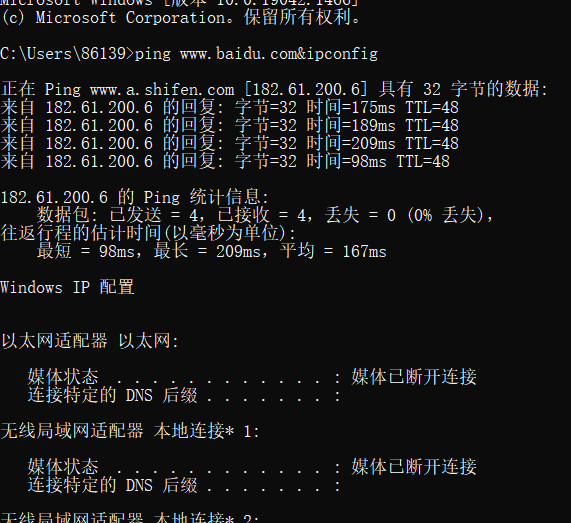 Microsoft Windows [版本 10.0.19042.1466]
(c) Microsoft Corporation。保留所有权利。
C:\Users\86139>ping www.baidu.com&ipconfig
正在 Ping www.a.shifen.com [182.61.200.6] 具有 32 字节的数据:
来自 182.61.200.6 的回复: 字节=32 时间=175ms TTL=48
来自 182.61.200.6 的回复: 字节=32 时间=189ms TTL=48
来自 182.61.200.6 的回复: 字节=32 时间=209ms TTL=48
来自 182.61.200.6 的回复: 字节=32 时间=98ms TTL=48
182.61.200.6 的 Ping 统计信息:
数据包: 已发送 = 4，已接收 = 4，丢失 = 0 (0% 丢失)，
往返行程的估计时间(以毫秒为单位):
最短 = 98ms，最长 = 209ms，平均 = 167ms
Windows IP 配置
以太网适配器 以太网:
媒体状态 . . . . . . . . . . . . : 媒体已断开连接
连接特定的 DNS 后缀 . . . . . . . :
无线局域网适配器 本地连接* 1:
媒体状态 . . . . . . . . . . . . : 媒体已断开连接
连接特定的 DNS 后缀 . . . . . . . :
无线局域网适配器 本地连接* 2: